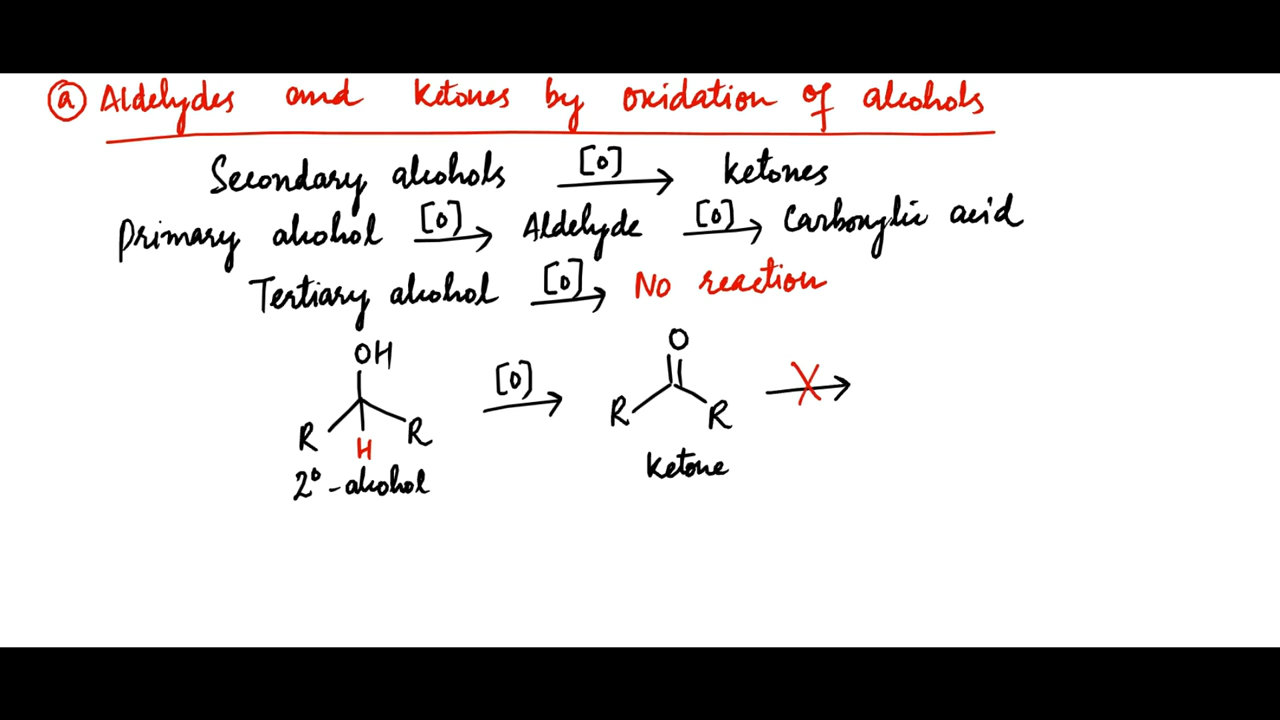 (a) Aldehydes and ketones by oxidation of alcohols
Secondary alcohols [O] → ketones
Primary alcohol [O] → Aldehyde [O] → Carboxylic acid
Tertiary alcohol [O] → No reaction
OH
R H R
[O] →
O
R R
2° - alcohol
ketone